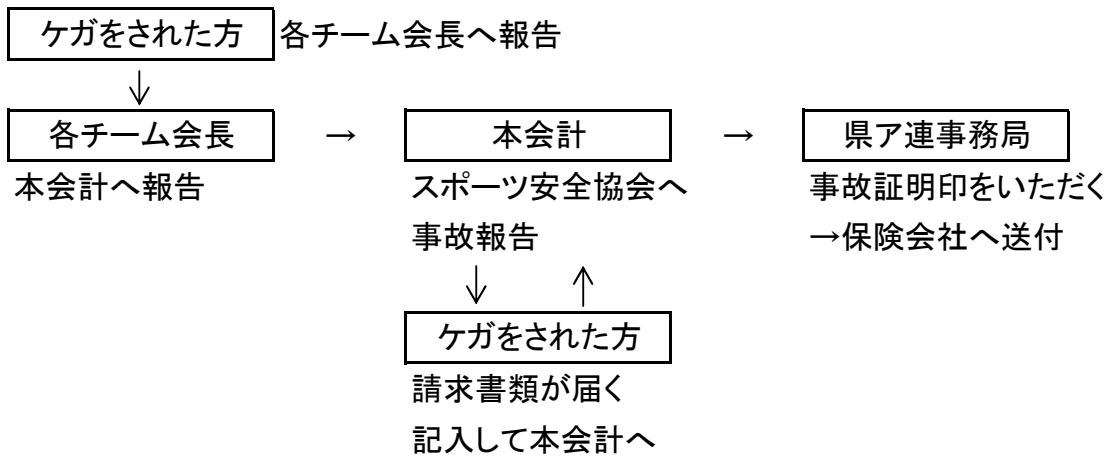 ケガをされた方 各チーム会長へ報告
↓
各チーム会長 → 本会計 → 県ア連事務局
本会計へ報告 スポーツ安全協会へ 事故証明印をいただく
事故報告 →保険会社へ送付
↓ ↑
ケガをされた方
請求書類が届く
記入して本会計へ